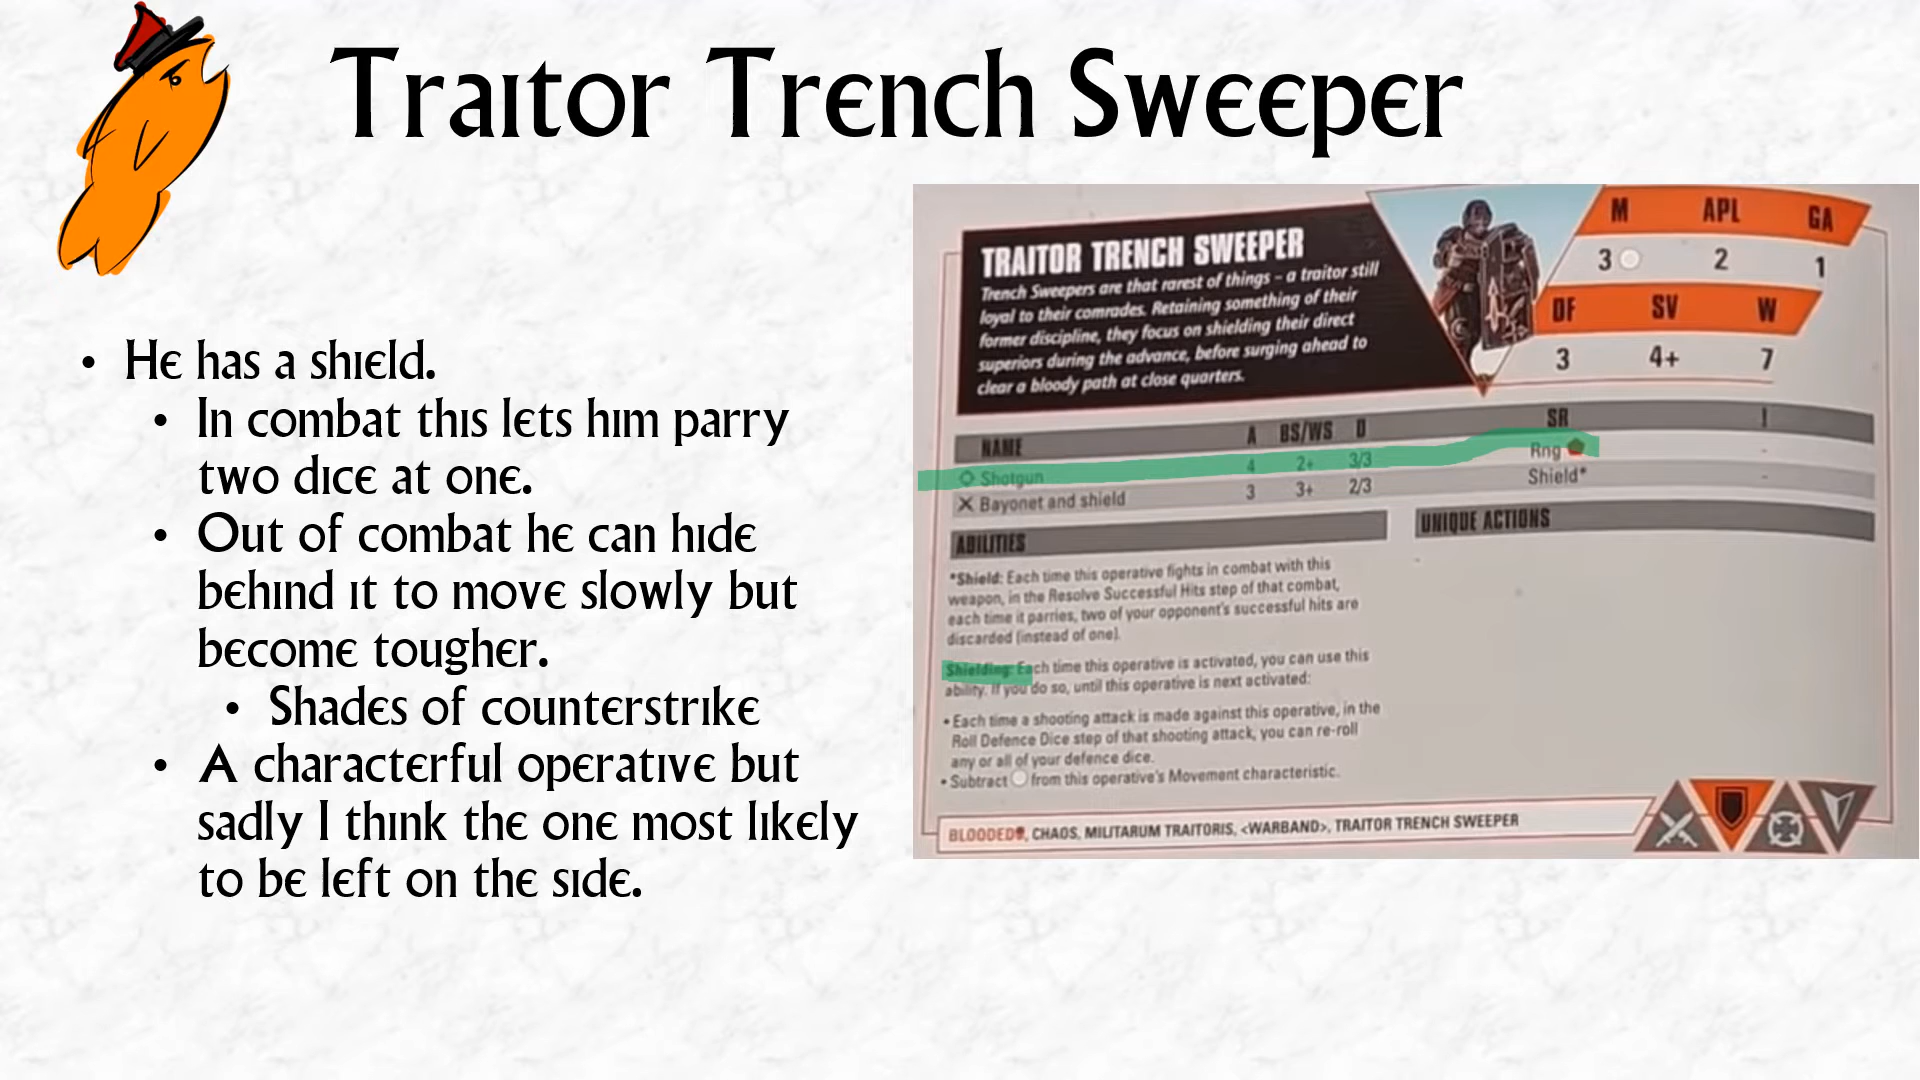 Traitor Trench Sweeper
• He has a shield.
• In combat this lets him parry
two dice at one.
• Out of combat he can hide
behind it to move slowly but
become tougher.
• Shades of counterstrike
• A characterful operative but
sadly I think the one most likely
to be left on the side.
TRAITOR TRENCH SWEEPER
Trench Sweepers are that rarest of things – a traitor still
loyal to their comrades. Retaining something of their
former discipline, they focus on shielding their direct
superiors during the advance, before surging ahead to
clear a bloody path at close quarters.
M APL GA
3 2 1
DF SV W
3 4+ 7
NAME A BS/WS D SR !
Shotgun 4 2+ 3/3 Rng -
Bayonet and shield 3 3+ 2/3 Shield* -
ABILITIES
*Shield: Each time this operative fights in combat with this
weapon, in the Resolve Successful Hits step of that combat,
each time it parries, two of your opponent's successful hits are
discarded (instead of one).
Shielding: Each time this operative is activated, you can use this
ability. If you do so, until this operative is next activated:
• Each time a shooting attack is made against this operative, in the
Roll Defence Dice step of that shooting attack, you can re-roll
any or all of your defence dice.
• Subtract from this operative's Movement characteristic.
UNIQUE ACTIONS
-
BLOODED, CHAOS, MILITARUM TRAITORIS, <WARBAND>, TRAITOR TRENCH SWEEPER